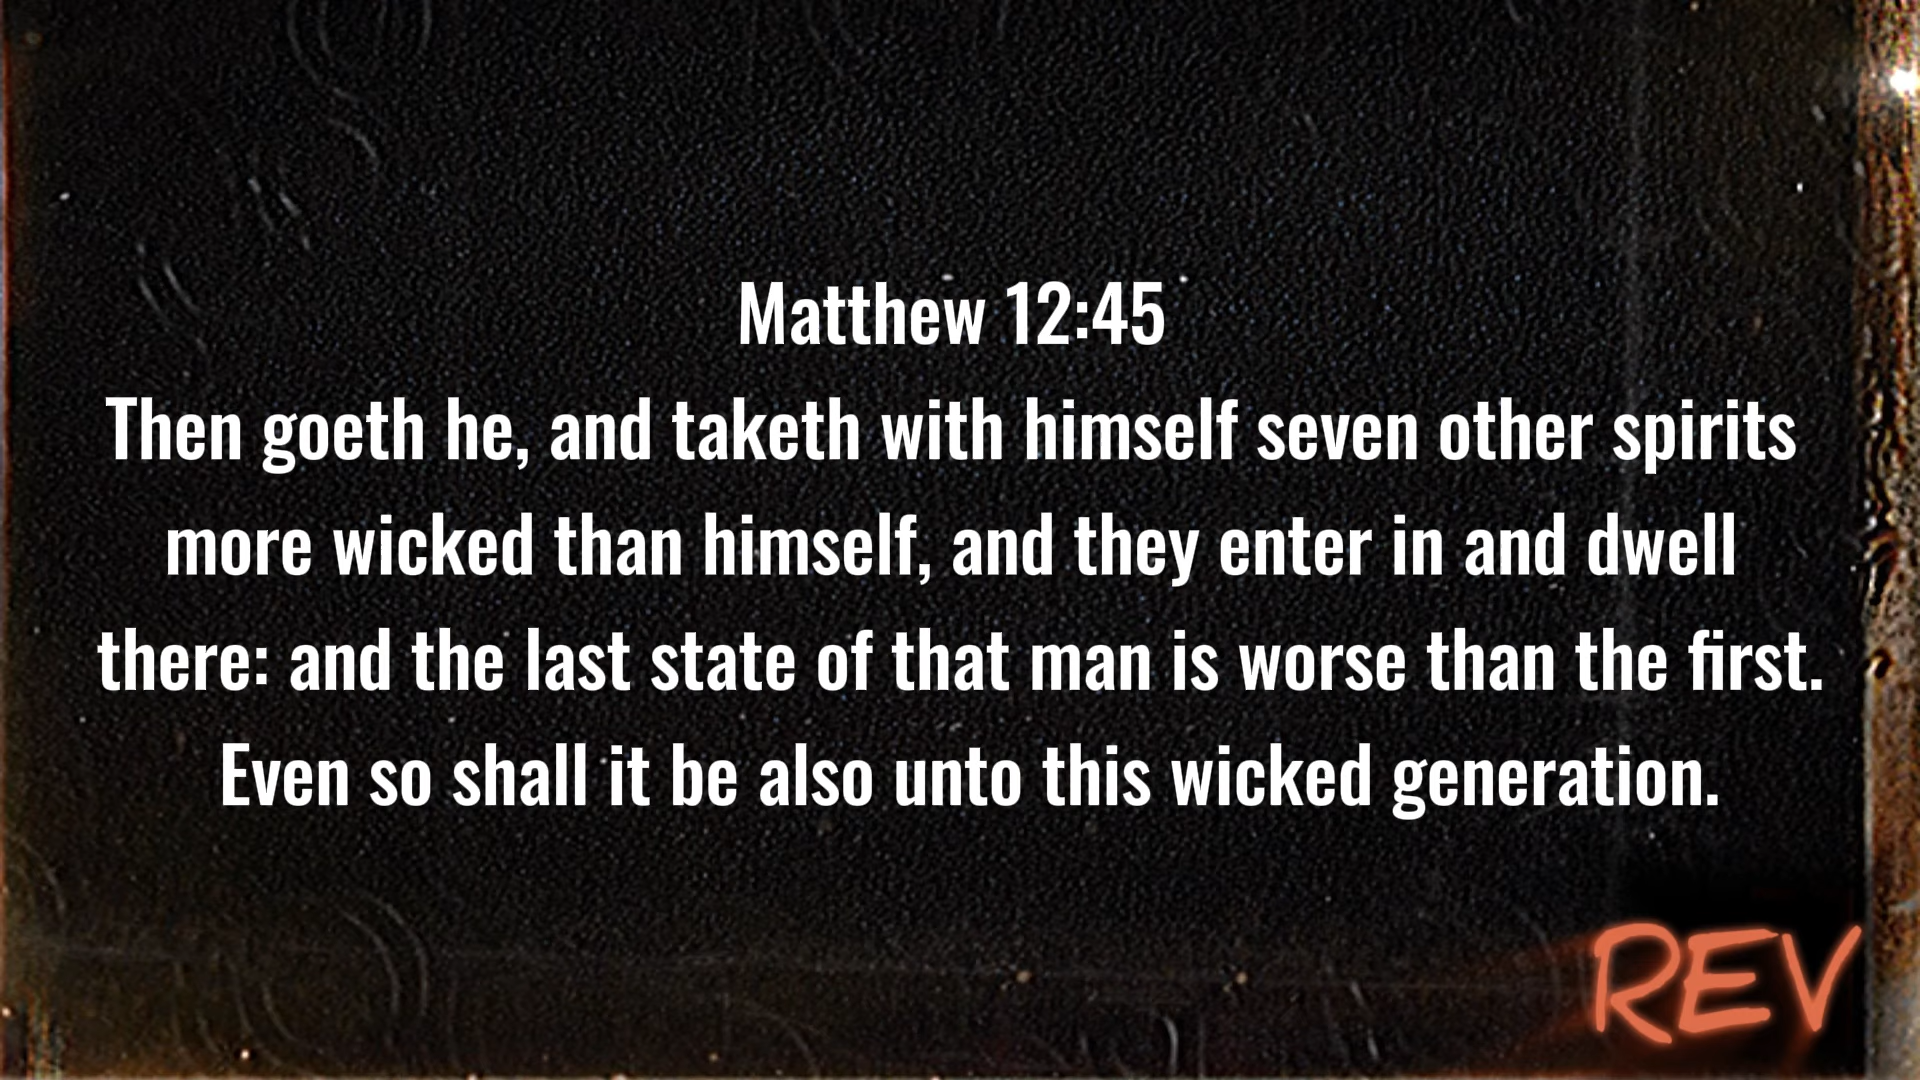 Matthew 12:45
Then goeth he, and taketh with himself seven other spirits
more wicked than himself, and they enter in and dwell
there: and the last state of that man is worse than the first.
Even so shall it be also unto this wicked generation.
REV